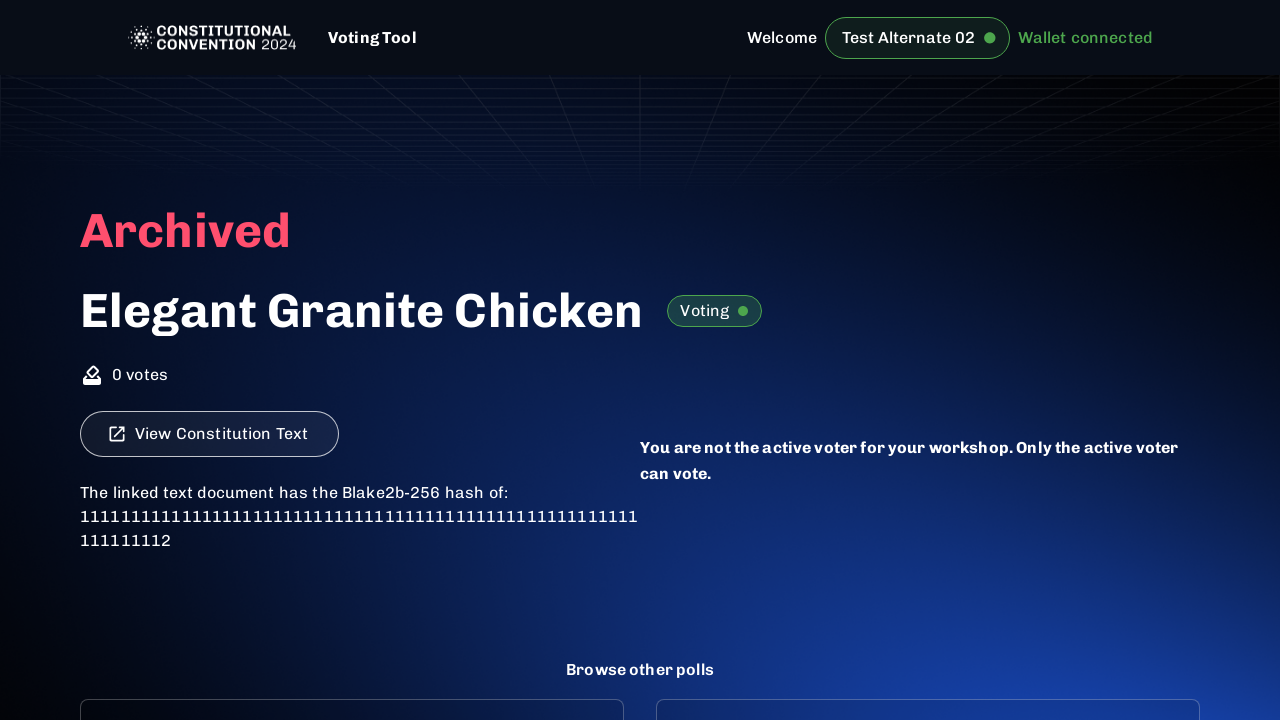 CONSTITUTIONAL
CONVENTION 2024
Voting Tool
Welcome
Test Alternate 02
Wallet connected
Archived
Elegant Granite Chicken
Voting
0 votes
View Constitution Text
You are not the active voter for your workshop. Only the active voter
can vote.
The linked text document has the Blake2b-256 hash of:
1111111111111111111111111111111111111111111111111111111
111111112
Browse other polls